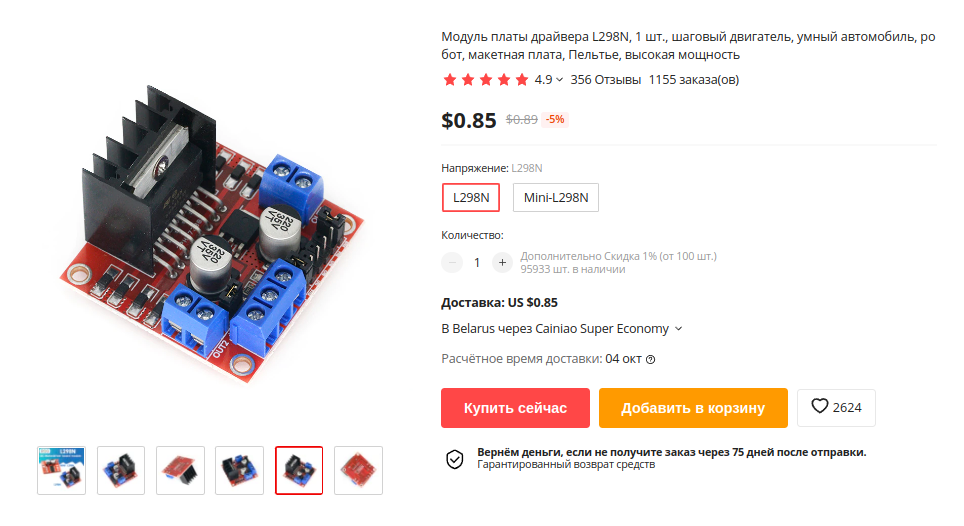 Модуль платы драйвера L298N, 1 шт., шаговый двигатель, умный автомобиль, ро
бот, макетная плата, Пельтье, высокая мощность
4.9 356 Отзывы 1155 заказа(ов)
$0.85 $0.89 -5%
Напряжение: L298N
L298N Mini-L298N
Количество:
1 Дополнительно Скидка 1% (от 100 шт.)
95933 шт. в наличии
Доставка: US $0.85
В Belarus через Cainiao Super Economy
Расчётное время доставки: 04 окт
Купить сейчас Добавить в корзину 2624
Вернём деньги, если не получите заказ через 75 дней после отправки.
Гарантированный возврат средств
220
35V
VT
220
35V
VT
OUT2
L298N